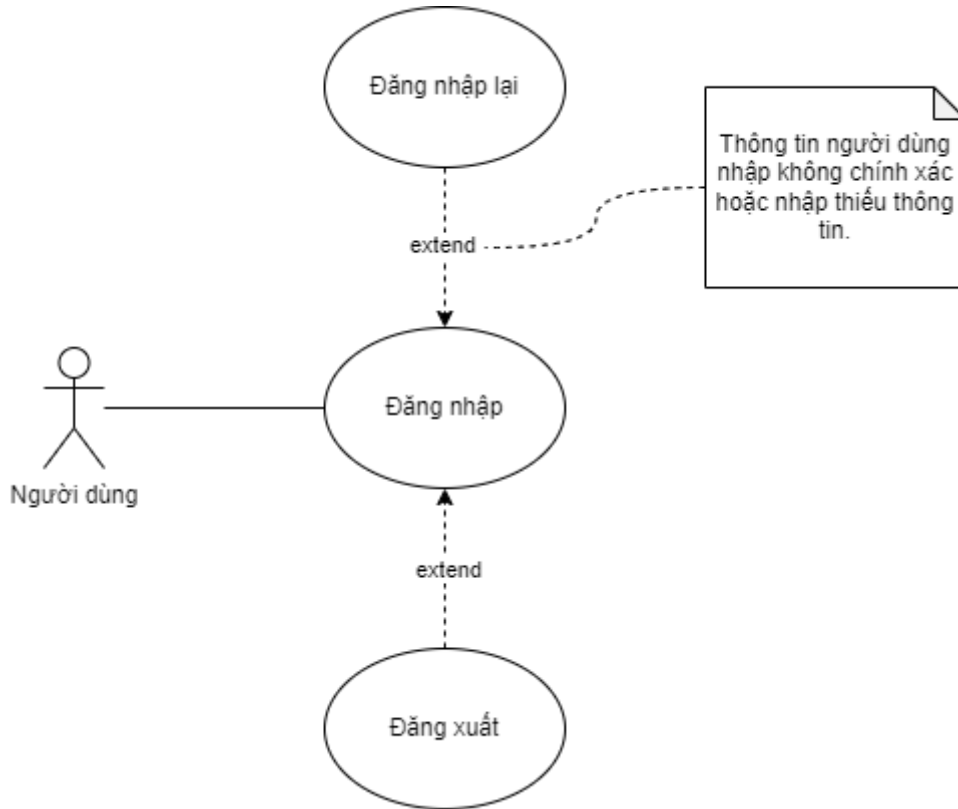 Đăng nhập lại
Thông tin người dùng
nhập không chính xác
hoặc nhập thiếu thông
tin.
extend
Đăng nhập
Người dùng
extend
Đăng xuất